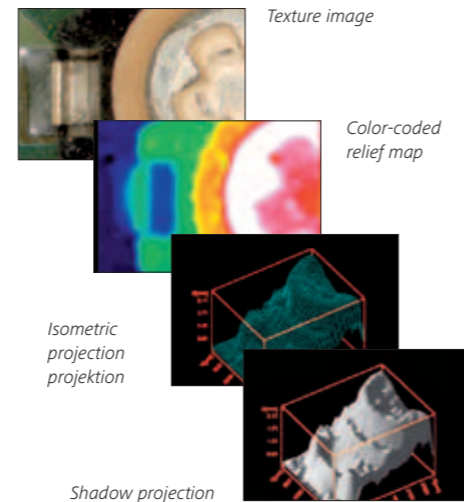 Texture image
Color-coded
relief map
Isometric
projection
projektion
Shadow projection